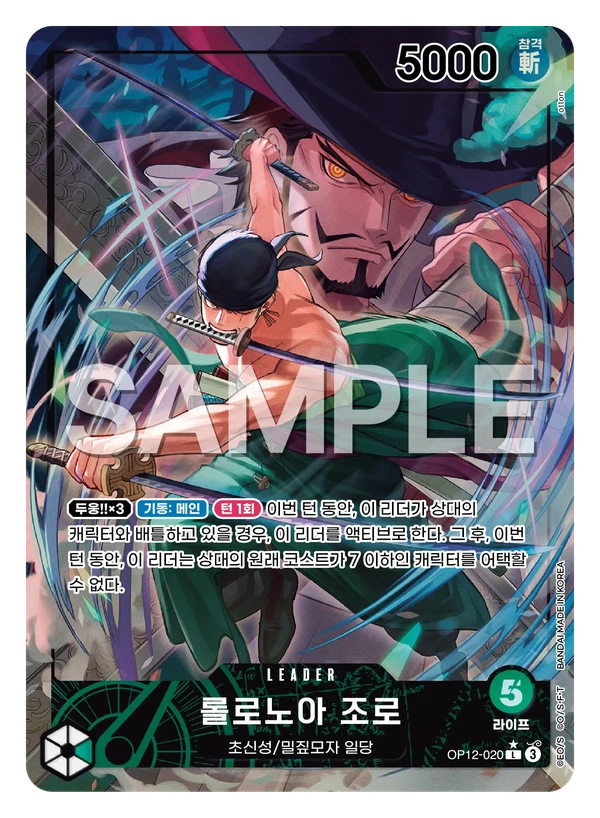 5000
참격
斬
otton
SAMPLE
두웅!!×3 기동: 메인 턴 1회 이번 턴 동안, 이 리더가 상대의
캐릭터와 배틀하고 있을 경우, 이 리더를 액티브로 한다. 그 후, 이번
턴 동안, 이 리더는 상대의 원래 코스트가 7 이하인 캐릭터를 어택할
수 없다.
LEADER
롤로노아 조로
초신성/밀짚모자 일당
5
라이프
OP12-020 L 3
©EO/S ©O/S·F·T BANDAI MADE IN KOREA